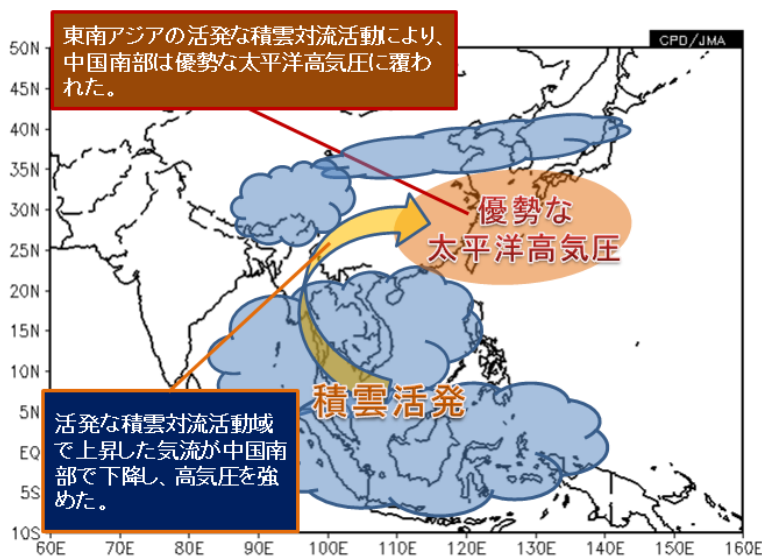 東南アジアの活発な積雲対流活動により、
中国南部は優勢な太平洋高気圧に覆わ
れた。
CPD/JMA
50N
45N
40N
35N
30N
25N
20N
15N
10N
5N
EQ
5S
10S
優勢な
太平洋高気圧
積雲活発
活発な積雲対流活動域
で上昇した気流が中国南
部で下降し、高気圧を強
めた。
60E 70E 80E 90E 100E 110E 120E 130E 140E 150E 160E